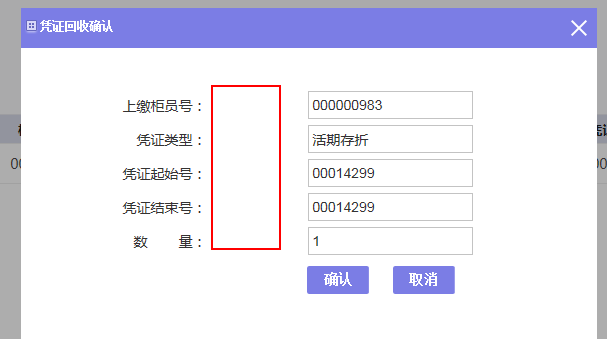 凭证回收确认
上缴柜员号： 000000983
凭证类型： 活期存折
凭证起始号： 00014299
凭证结束号： 00014299
数 量： 1
确认 取消